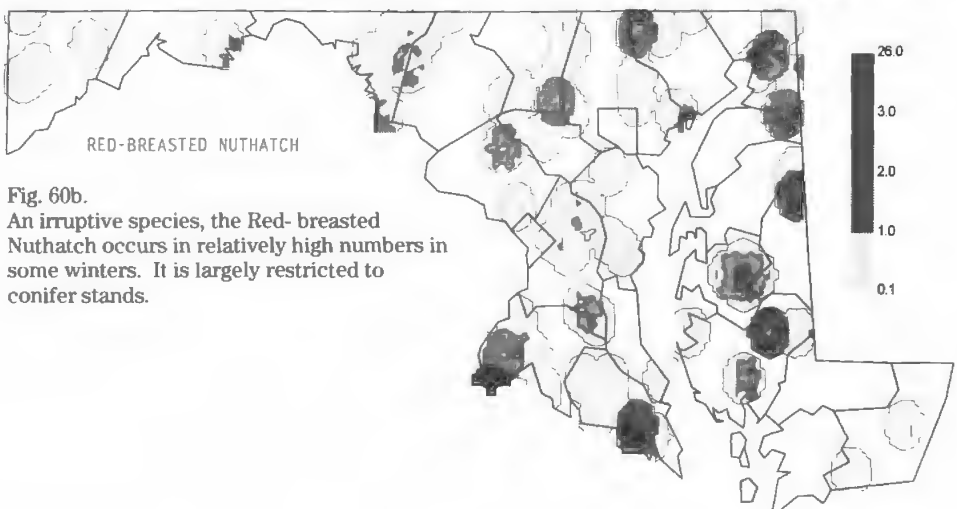 26.0
3.0
2.0
1.0
0.1
RED-BREASTED NUTHATCH
Fig. 60b.
An irruptive species, the Red- breasted
Nuthatch occurs in relatively high numbers in
some winters. It is largely restricted to
conifer stands.